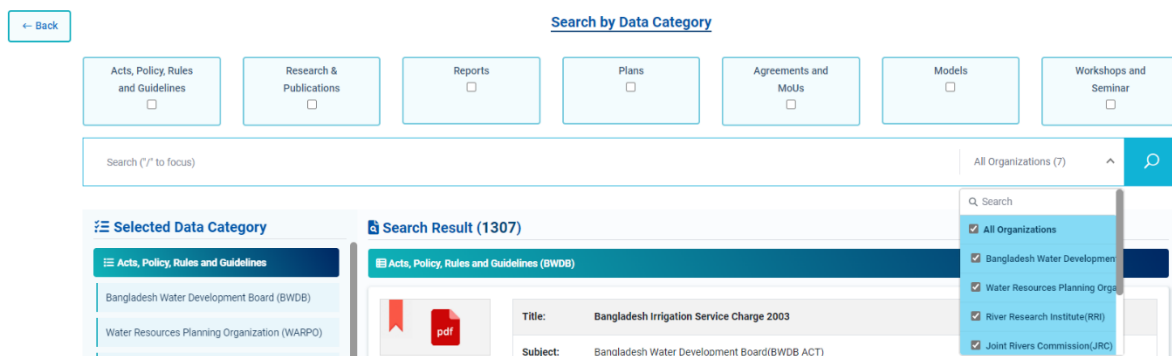 ← Back
Search by Data Category
Acts, Policy, Rules
and Guidelines
Research &
Publications
Reports
Plans
Agreements and
MoUs
Models
Workshops and
Seminar
Search ("/" to focus)
All Organizations (7)
Search
All Organizations
Bangladesh Water Development
Water Resources Planning Orga
River Research Institute(RRI)
Joint Rivers Commission(JRC)
Selected Data Category
Acts, Policy, Rules and Guidelines
Bangladesh Water Development Board (BWDB)
Water Resources Planning Organization (WARPO)
Search Result (1307)
Acts, Policy, Rules and Guidelines (BWDB)
pdf
Title: Bangladesh Irrigation Service Charge 2003
Subject: Bangladesh Water Development Board(BWDB ACT)